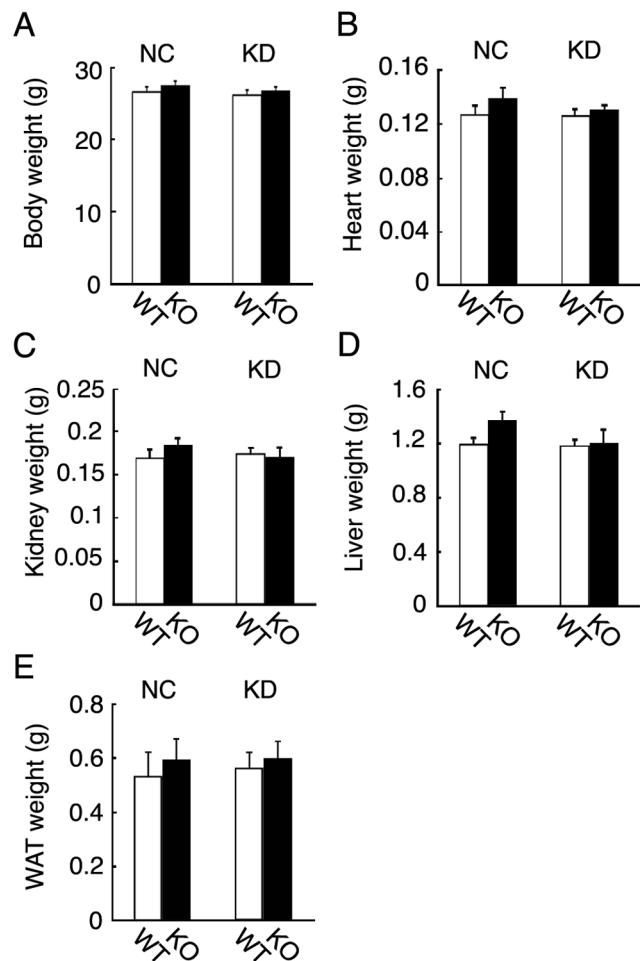 A
NC KD
Body weight (g)
30
20
10
0
WT KO WT KO
B
NC KD
Heart weight (g)
0.16
0.12
0.08
0.04
0
WT KO WT KO
C
NC KD
Kidney weight (g)
0.25
0.2
0.15
0.1
0.05
0
WT KO WT KO
D
NC KD
Liver weight (g)
1.6
1.2
0.8
0.4
0
WT KO WT KO
E
NC KD
WAT weight (g)
0.8
0.6
0.4
0.2
0
WT KO WT KO